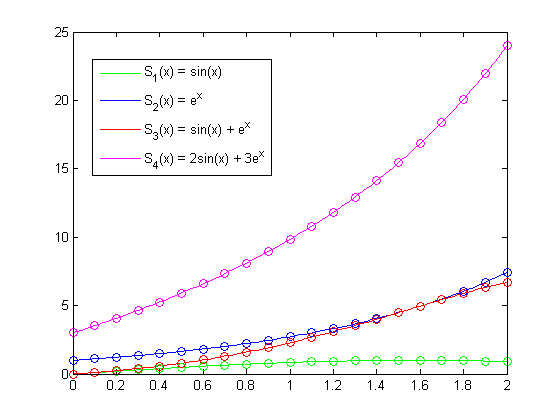 25
20
15
10
5
0
S₁(x) = sin(x)
S₂(x) = eˣ
S₃(x) = sin(x) + eˣ
S₄(x) = 2sin(x) + 3eˣ
0 0.2 0.4 0.6 0.8 1 1.2 1.4 1.6 1.8 2